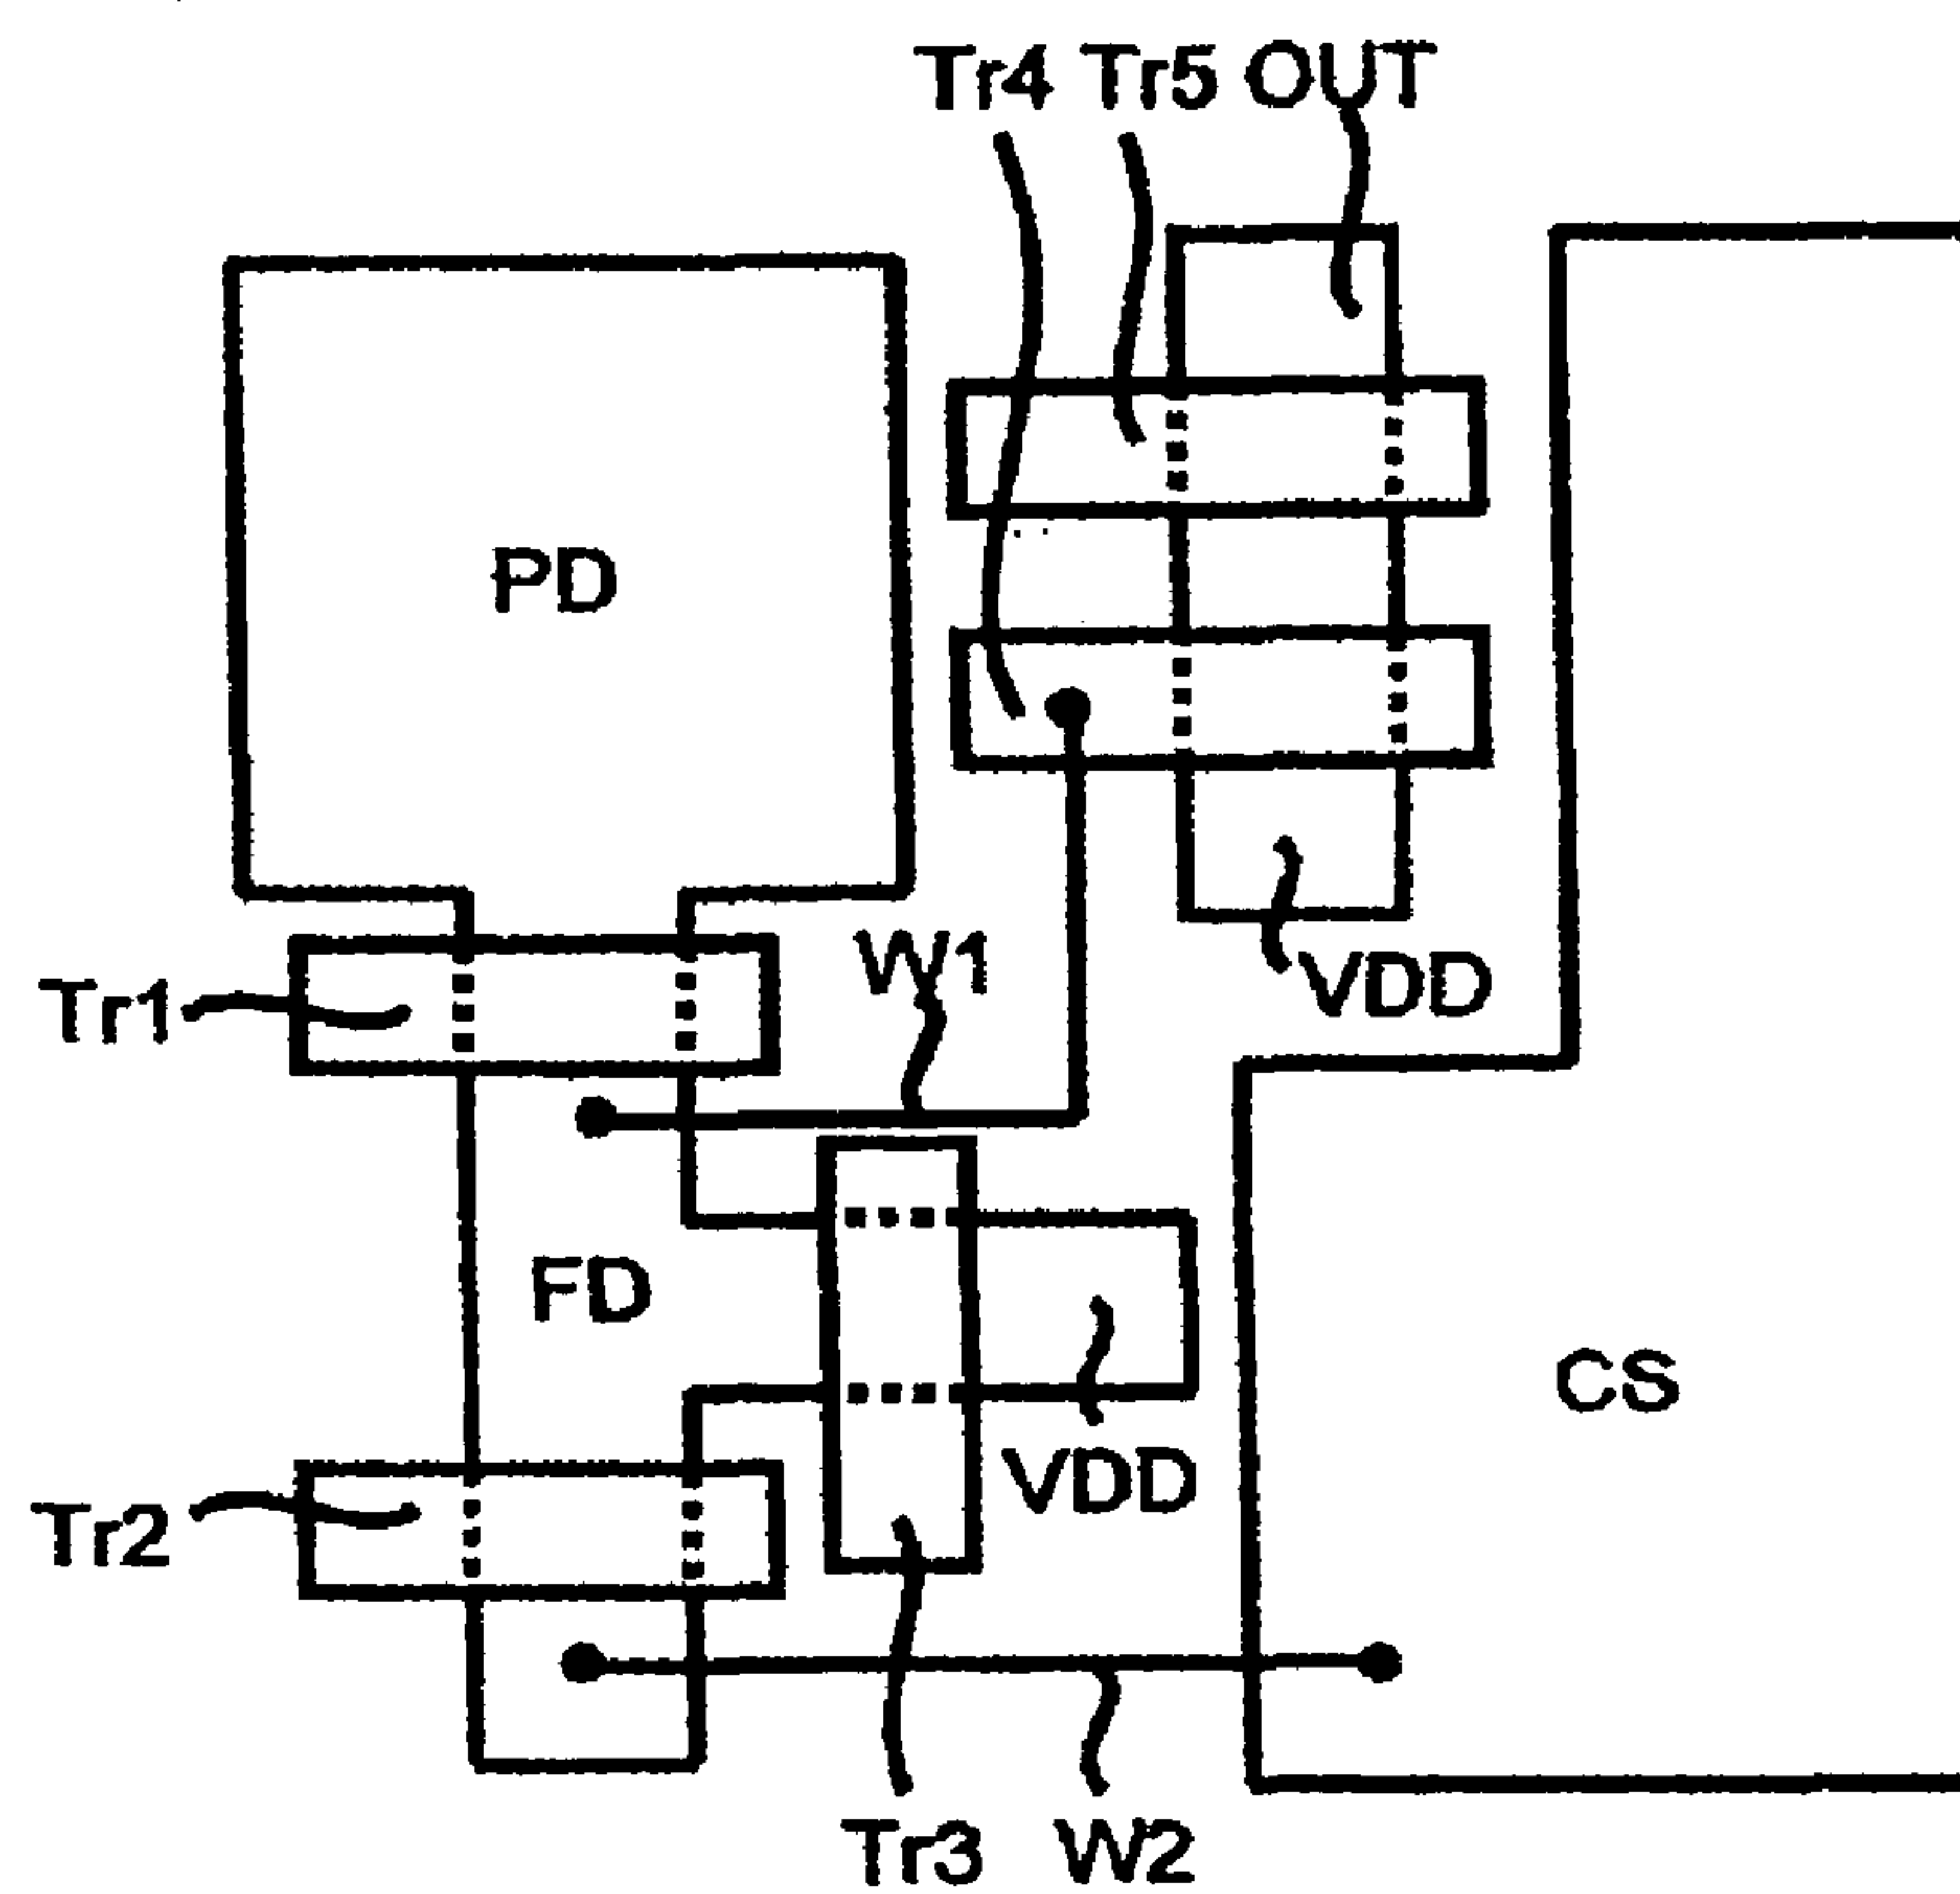 Tr4 Tr5 OUT
PD
Tr1
W1
VDD
FD
CS
VDD
Tr2
Tr3 W2